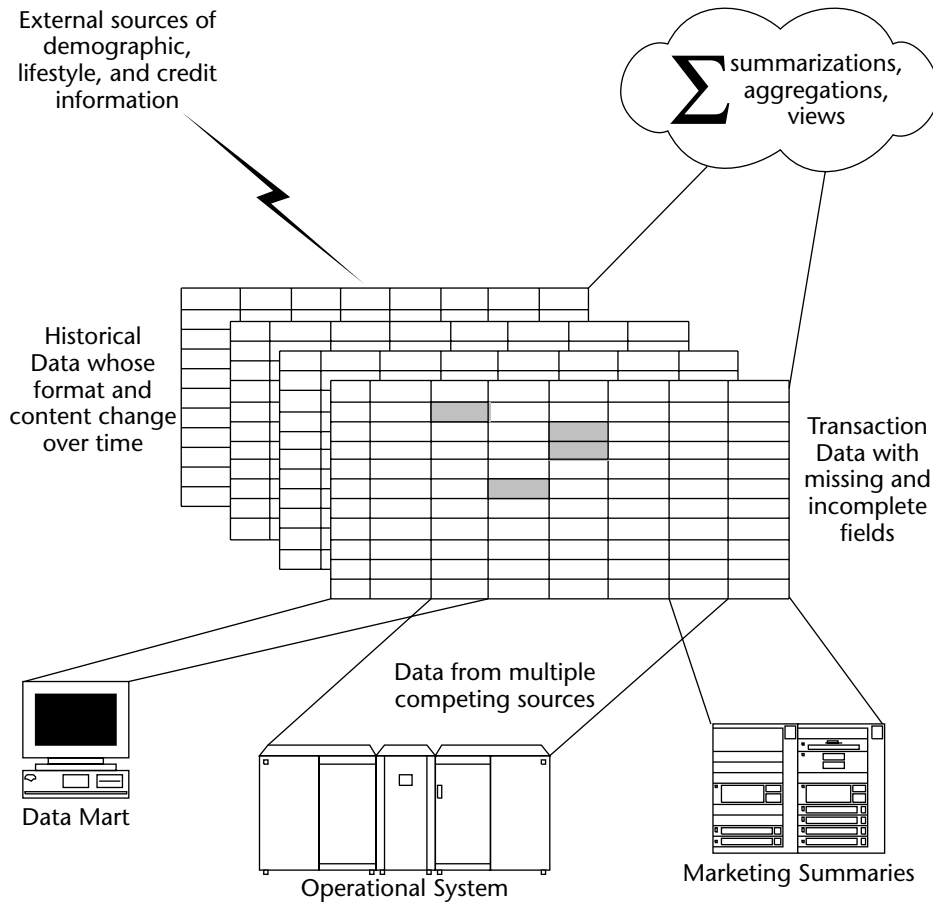 External sources of
demographic,
lifestyle, and credit
information
Σ summarizations,
aggregations,
views
Historical
Data whose
format and
content change
over time
Transaction
Data with
missing and
incomplete
fields
Data from multiple
competing sources
Data Mart
Operational System
Marketing Summaries